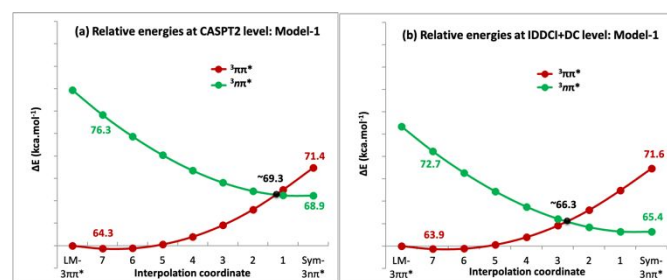 (a) Relative energies at CASPT2 level: Model-1
³ππ*
³nπ*
ΔE (kca.mol⁻¹)
76.3
64.3
~69.3
71.4
68.9
LM-
3ππ*
7
6
5
4
3
2
1
Sym-
3nπ*
Interpolation coordinate
(b) Relative energies at IDDCI+DC level: Model-1
³ππ*
³nπ*
ΔE (kca.mol⁻¹)
72.7
63.9
~66.3
71.6
65.4
LM-
3ππ*
7
6
5
4
3
2
1
Sym-
3nπ*
Interpolation coordinate